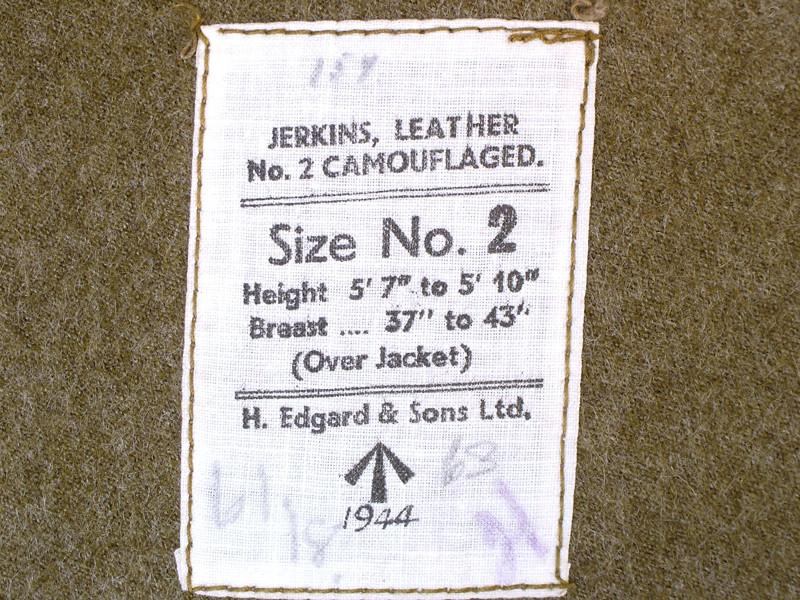 JERKINS, LEATHER
No. 2 CAMOUFLAGED.
Size No. 2
Height 5' 7" to 5' 10"
Breast .... 37" to 43"
(Over Jacket)
H. Edgard & Sons Ltd.
63
1944